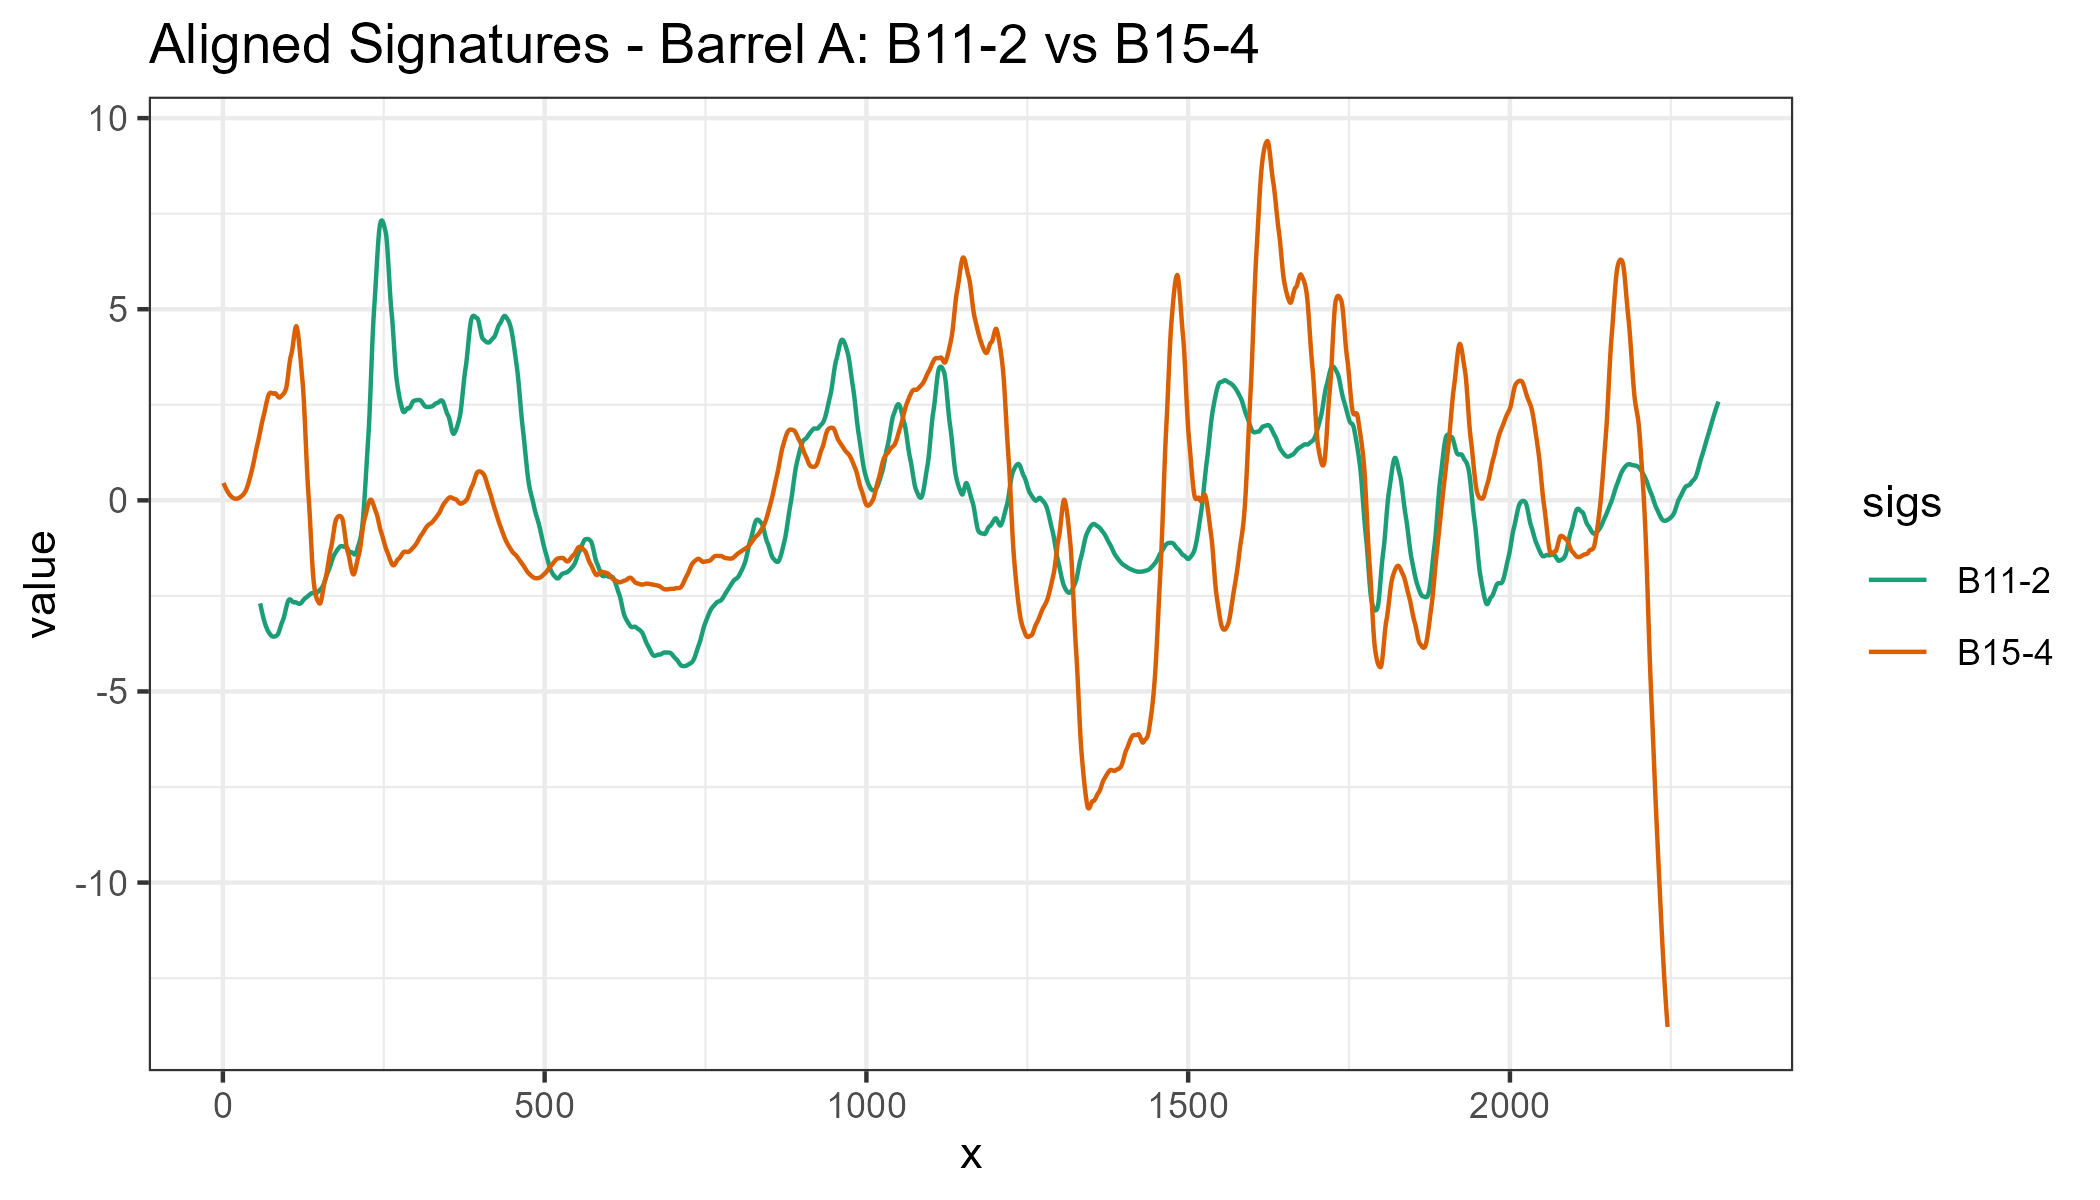 Aligned Signatures - Barrel A: B11-2 vs B15-4
10
5
0
-5
-10
value
0 500 1000 1500 2000
x
sigs
B11-2
B15-4